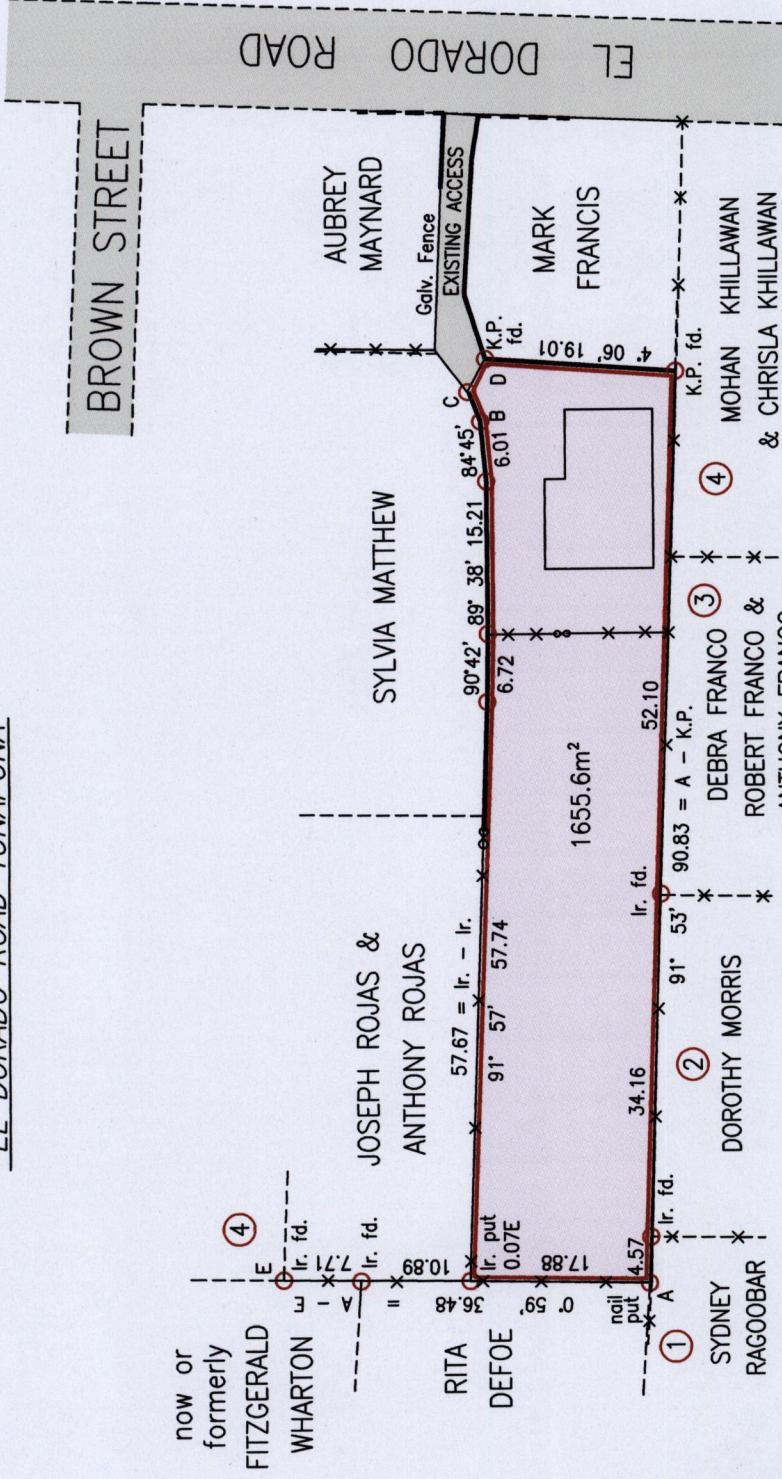 EL DORADO ROAD
BROWN STREET
AUBREY
MAYNARD
Galv. Fence
EXISTING ACCESS
MARK
FRANCIS
K.P.
fd.
C
D
B
4° 06' 19.01
K.P. fd.
MOHAN KHILLAWAN
& CHRISLA KHILLAWAN
4
SYLVIA MATTHEW
84°45'
6.01
89° 38' 15.21
90°42'
6.72
1655.6m²
3
DEBRA FRANCO
ROBERT FRANCO &
52.10
90.83 = A - K.P.
Ir. fd.
91° 53'
JOSEPH ROJAS &
ANTHONY ROJAS
57.67 = Ir. - Ir.
91° 57' 57.74
34.16
2
DOROTHY MORRIS
4
E
Ir. fd.
7.71
Ir. fd.
10.89
36.48 = A - E
Ir. put
0.07E
0° 59' 17.88
nail
put
4.57
Ir. fd.
A
now or
formerly
FITZGERALD
WHARTON
RITA
DEFOE
1
SYDNEY
RAGOOBAR